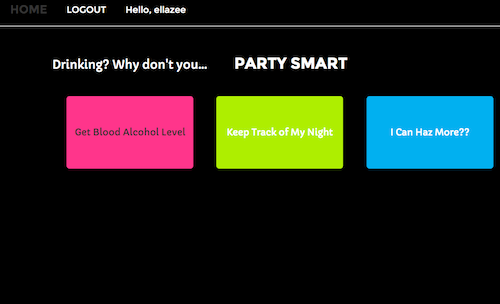 HOME LOGOUT Hello, ellazee
Drinking? Why don't you... PARTY SMART
Get Blood Alcohol Level Keep Track of My Night I Can Haz More??